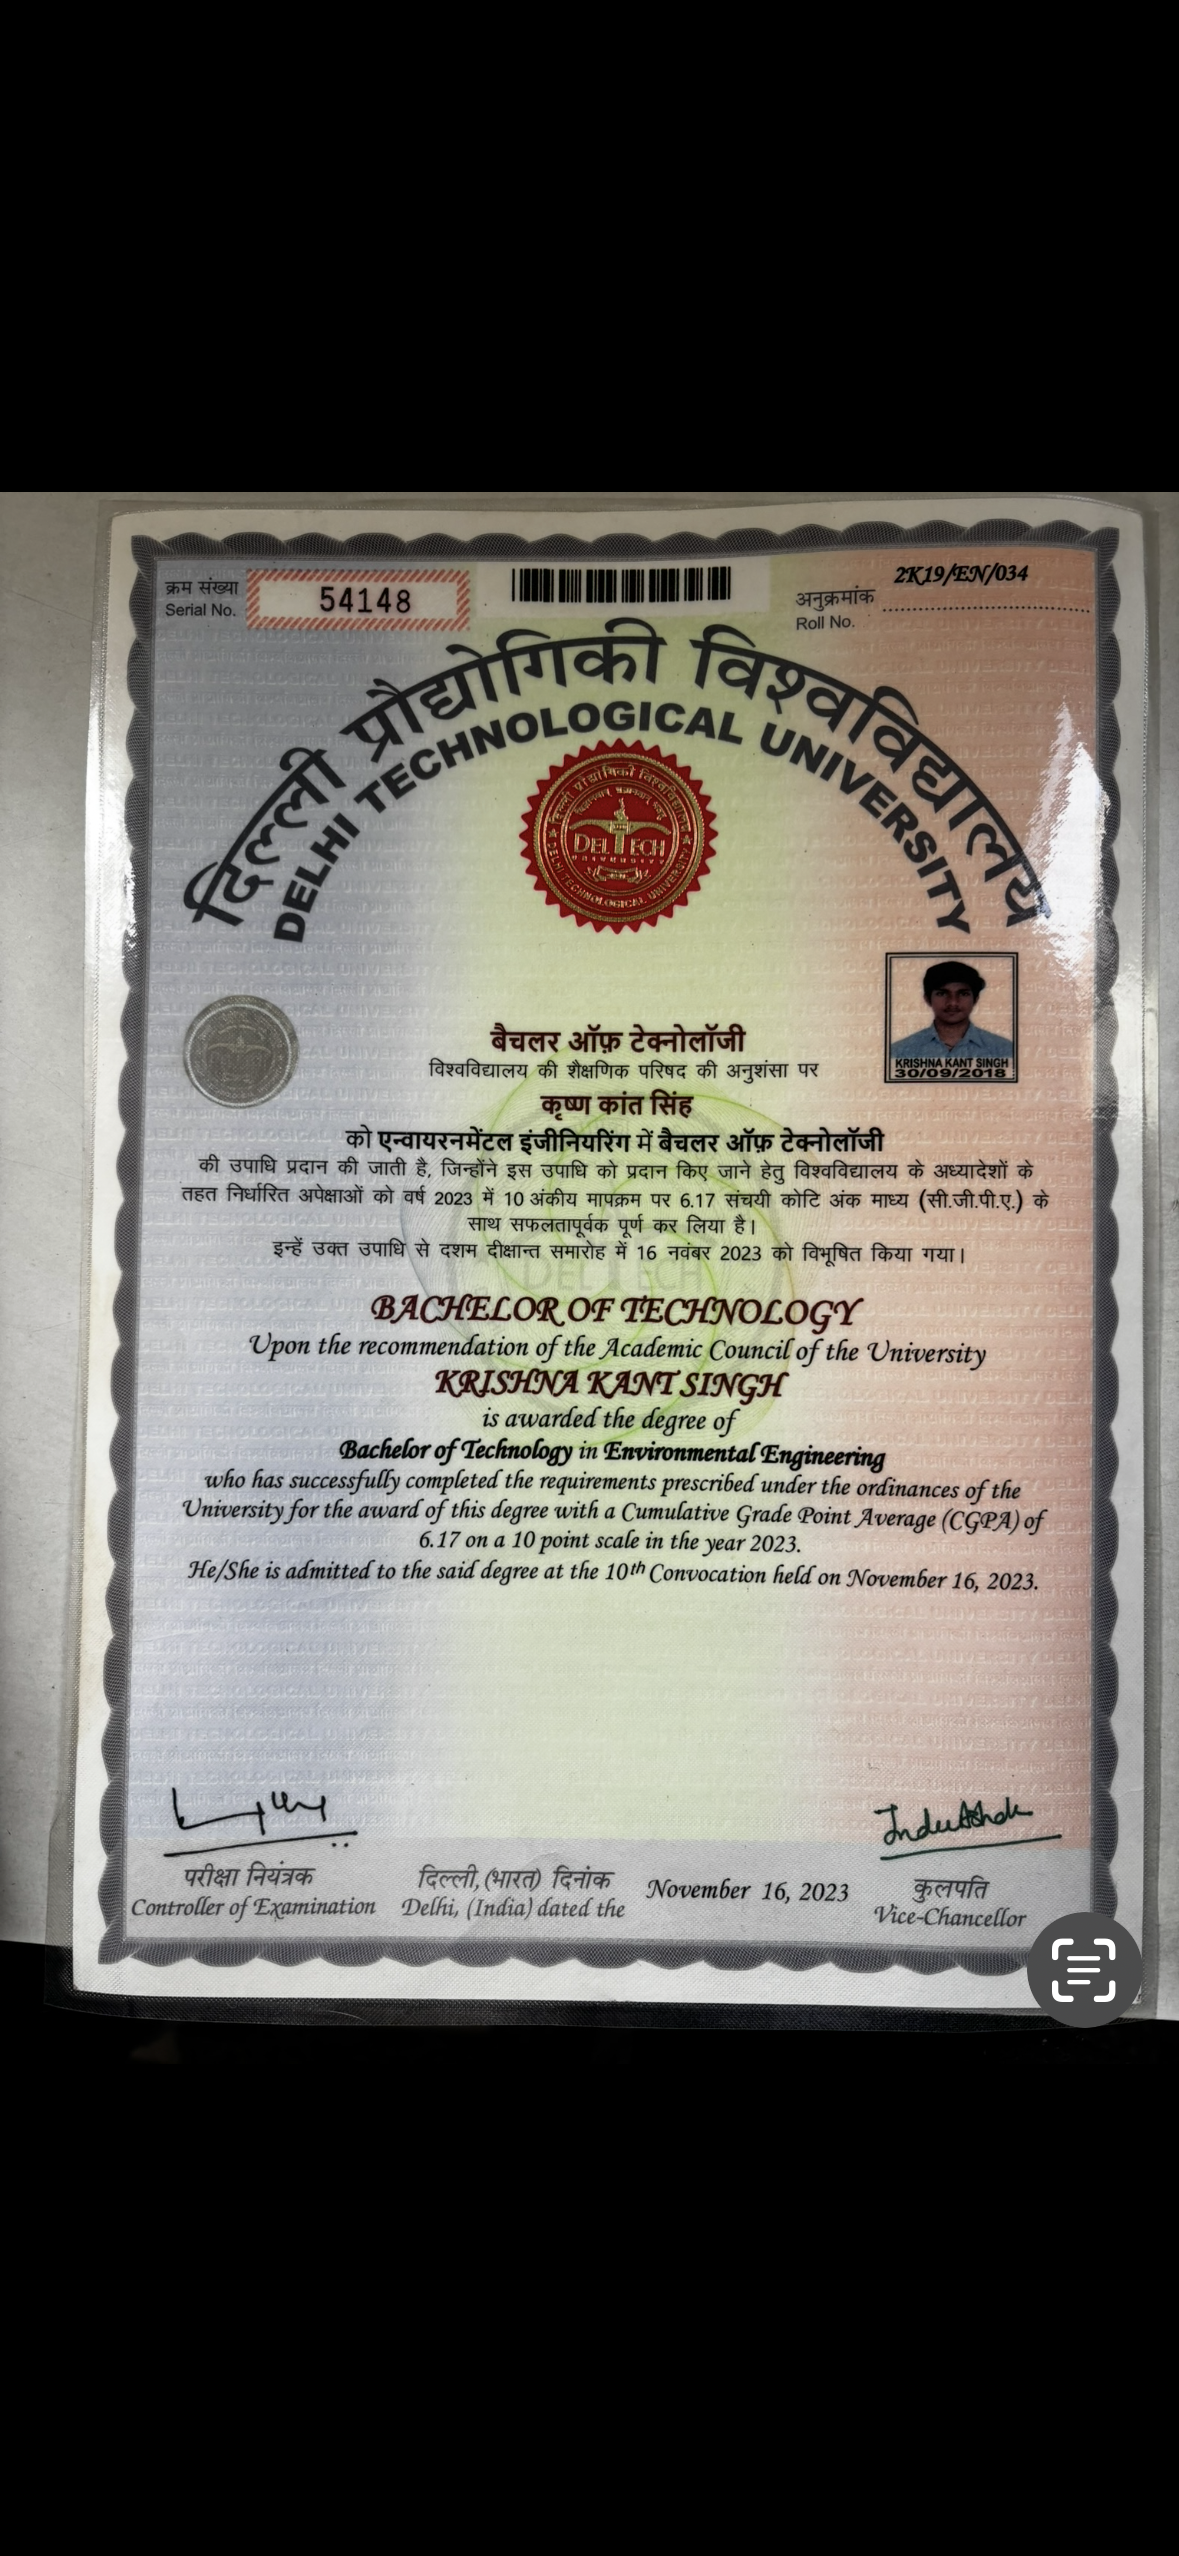 क्रम संख्या
Serial No.
54148
2K19/EN/034
अनुक्रमांक
Roll No.
दिल्ली प्रौद्योगिकी विश्वविद्यालय
DELHI TECHNOLOGICAL UNIVERSITY
दिल्ली प्रौद्योगिकी विश्वविद्यालय
DELTECH
UNIVERSITY
DELHI TECHNOLOGICAL UNIVERSITY
KRISHNA KANT SINGH
30/09/2018
बैचलर ऑफ़ टेक्नोलॉजी
विश्वविद्यालय की शैक्षणिक परिषद की अनुशंसा पर
कृष्ण कांत सिंह
को एन्वायरनमेंटल इंजीनियरिंग में बैचलर ऑफ़ टेक्नोलॉजी
की उपाधि प्रदान की जाती है, जिन्होंने इस उपाधि को प्रदान किए जाने हेतु विश्वविद्यालय के अध्यादेशों के
तहत निर्धारित अपेक्षाओं को वर्ष 2023 में 10 अंकीय मापक्रम पर 6.17 संचयी कोटि अंक माध्य (सी.जी.पी.ए.) के
साथ सफलतापूर्वक पूर्ण कर लिया है।
इन्हें उक्त उपाधि से दशम दीक्षान्त समारोह में 16 नवंबर 2023 को विभूषित किया गया।
BACHELOR OF TECHNOLOGY
Upon the recommendation of the Academic Council of the University
KRISHNA KANT SINGH
is awarded the degree of
Bachelor of Technology in Environmental Engineering
who has successfully completed the requirements prescribed under the ordinances of the
University for the award of this degree with a Cumulative Grade Point Average (CGPA) of
6.17 on a 10 point scale in the year 2023.
He/She is admitted to the said degree at the 10th Convocation held on November 16, 2023.
परीक्षा नियंत्रक
Controller of Examination
दिल्ली, (भारत) दिनांक
Delhi, (India) dated the
November 16, 2023
कुलपति
Vice-Chancellor